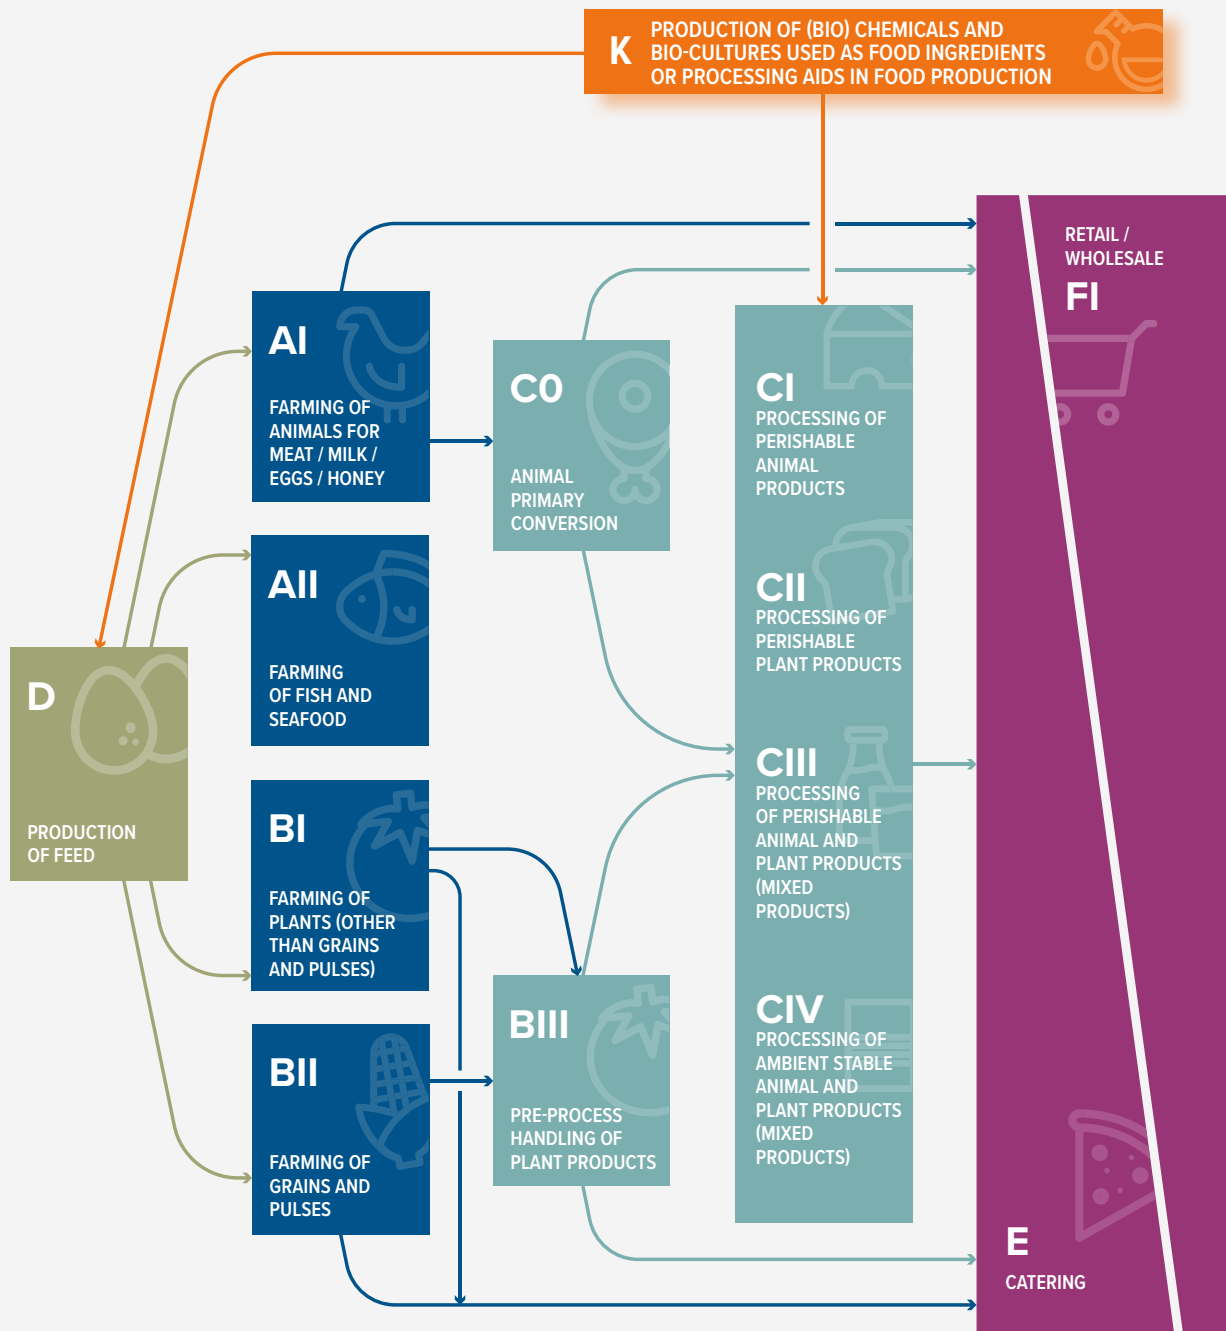 K
PRODUCTION OF (BIO) CHEMICALS AND
BIO-CULTURES USED AS FOOD INGREDIENTS
OR PROCESSING AIDS IN FOOD PRODUCTION
RETAIL /
WHOLESALE
FI
AI
FARMING OF
ANIMALS FOR
MEAT / MILK /
EGGS / HONEY
C0
ANIMAL
PRIMARY
CONVERSION
CI
PROCESSING OF
PERISHABLE
ANIMAL
PRODUCTS
CII
PROCESSING OF
PERISHABLE
PLANT PRODUCTS
AII
FARMING
OF FISH AND
SEAFOOD
D
PRODUCTION
OF FEED
CIII
PROCESSING
OF PERISHABLE
ANIMAL AND
PLANT PRODUCTS
(MIXED
PRODUCTS)
BI
FARMING OF
PLANTS (OTHER
THAN GRAINS
AND PULSES)
BIII
PRE-PROCESS
HANDLING OF
PLANT PRODUCTS
CIV
PROCESSING OF
AMBIENT STABLE
ANIMAL AND
PLANT PRODUCTS
(MIXED
PRODUCTS)
BII
FARMING OF
GRAINS AND
PULSES
E
CATERING